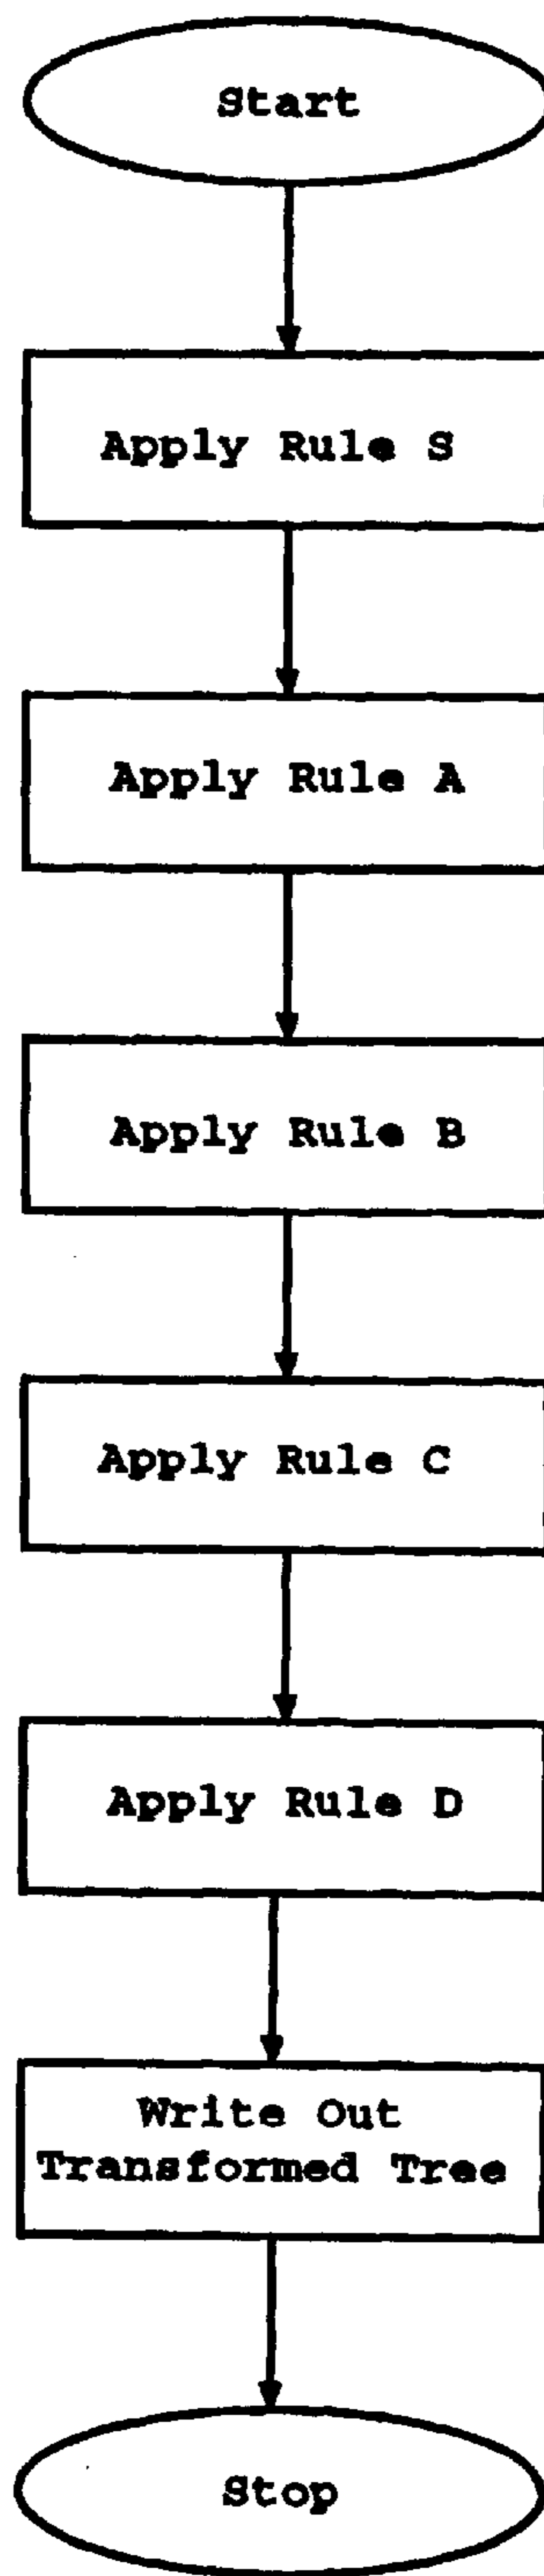 Start
Apply Rule S
Apply Rule A
Apply Rule B
Apply Rule C
Apply Rule D
Write Out
Transformed Tree
Stop